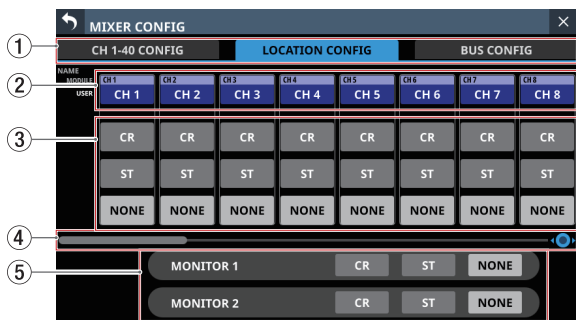 MIXER CONFIG
CH 1-40 CONFIG LOCATION CONFIG BUS CONFIG
1
NAME
MODULE CH 1 CH 2 CH 3 CH 4 CH 5 CH 6 CH 7 CH 8
USER CH 1 CH 2 CH 3 CH 4 CH 5 CH 6 CH 7 CH 8
2
CR CR CR CR CR CR CR CR
3
ST ST ST ST ST ST ST ST
NONE NONE NONE NONE NONE NONE NONE NONE
4
MONITOR 1 CR ST NONE
5
MONITOR 2 CR ST NONE